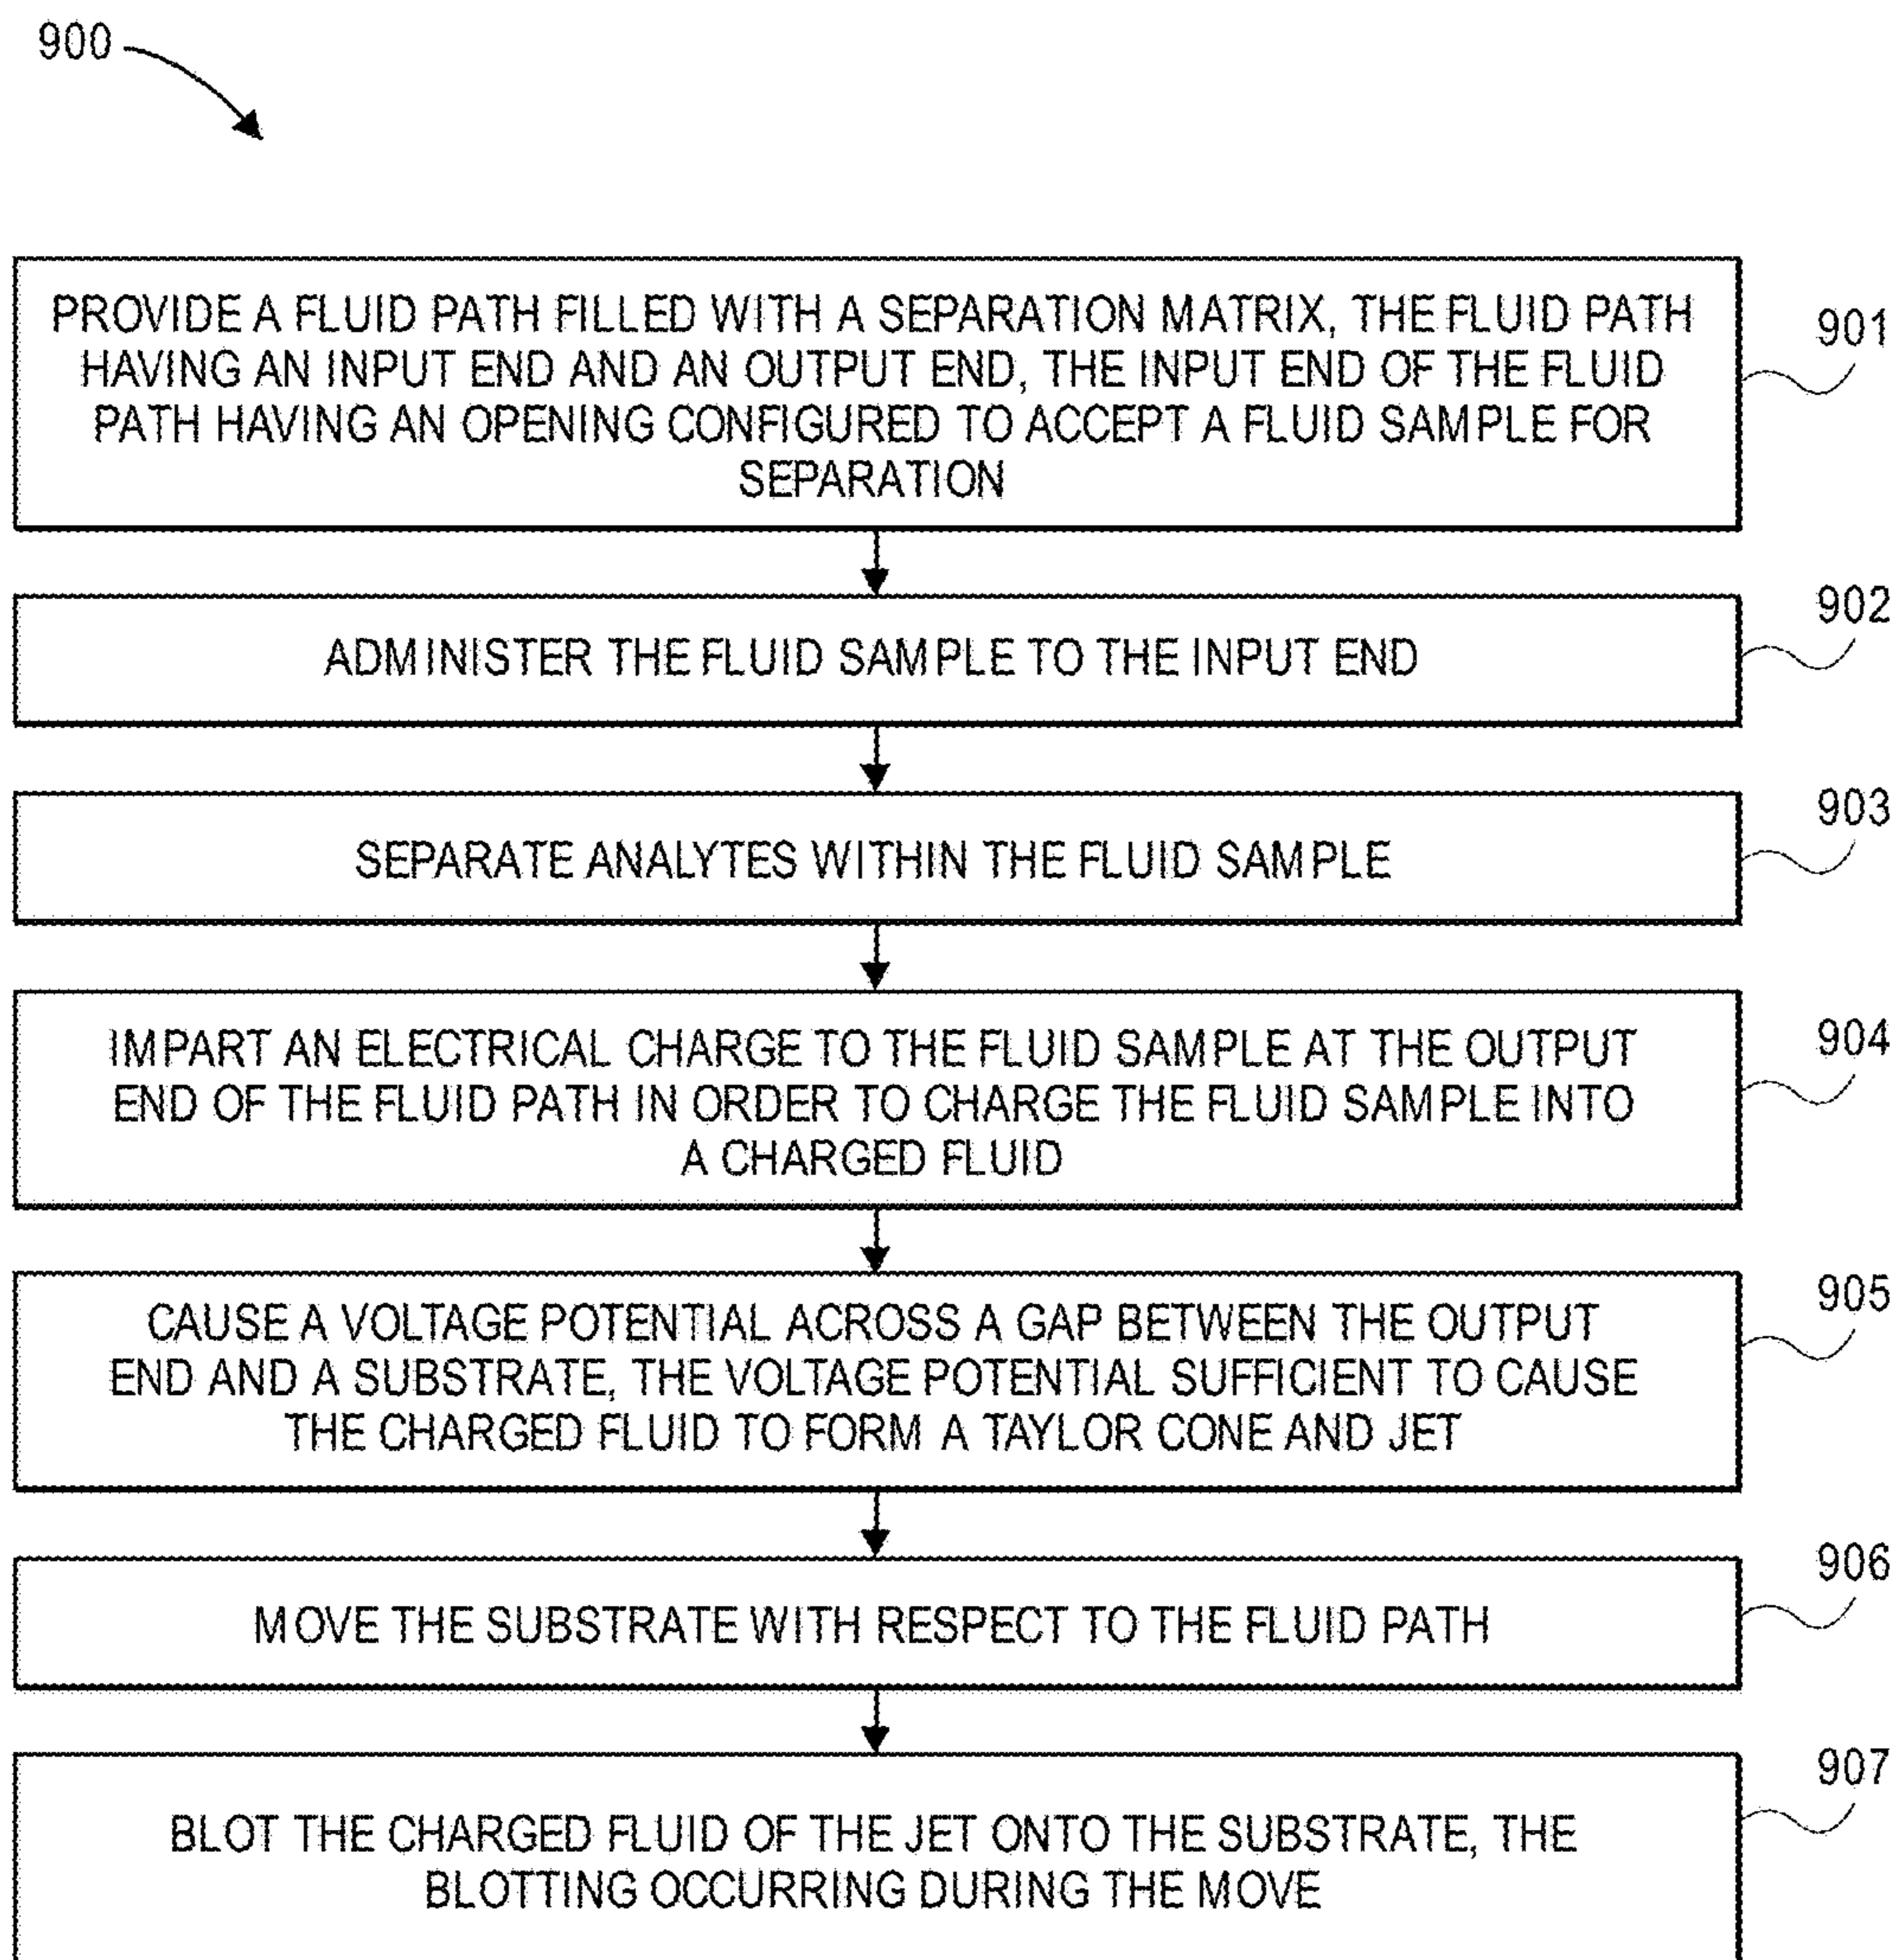 900
PROVIDE A FLUID PATH FILLED WITH A SEPARATION MATRIX, THE FLUID PATH
HAVING AN INPUT END AND AN OUTPUT END, THE INPUT END OF THE FLUID
PATH HAVING AN OPENING CONFIGURED TO ACCEPT A FLUID SAMPLE FOR
SEPARATION
901
ADMINISTER THE FLUID SAMPLE TO THE INPUT END
902
SEPARATE ANALYTES WITHIN THE FLUID SAMPLE
903
IMPART AN ELECTRICAL CHARGE TO THE FLUID SAMPLE AT THE OUTPUT
END OF THE FLUID PATH IN ORDER TO CHARGE THE FLUID SAMPLE INTO
A CHARGED FLUID
904
CAUSE A VOLTAGE POTENTIAL ACROSS A GAP BETWEEN THE OUTPUT
END AND A SUBSTRATE, THE VOLTAGE POTENTIAL SUFFICIENT TO CAUSE
THE CHARGED FLUID TO FORM A TAYLOR CONE AND JET
905
MOVE THE SUBSTRATE WITH RESPECT TO THE FLUID PATH
906
BLOT THE CHARGED FLUID OF THE JET ONTO THE SUBSTRATE, THE
BLOTTING OCCURRING DURING THE MOVE
907